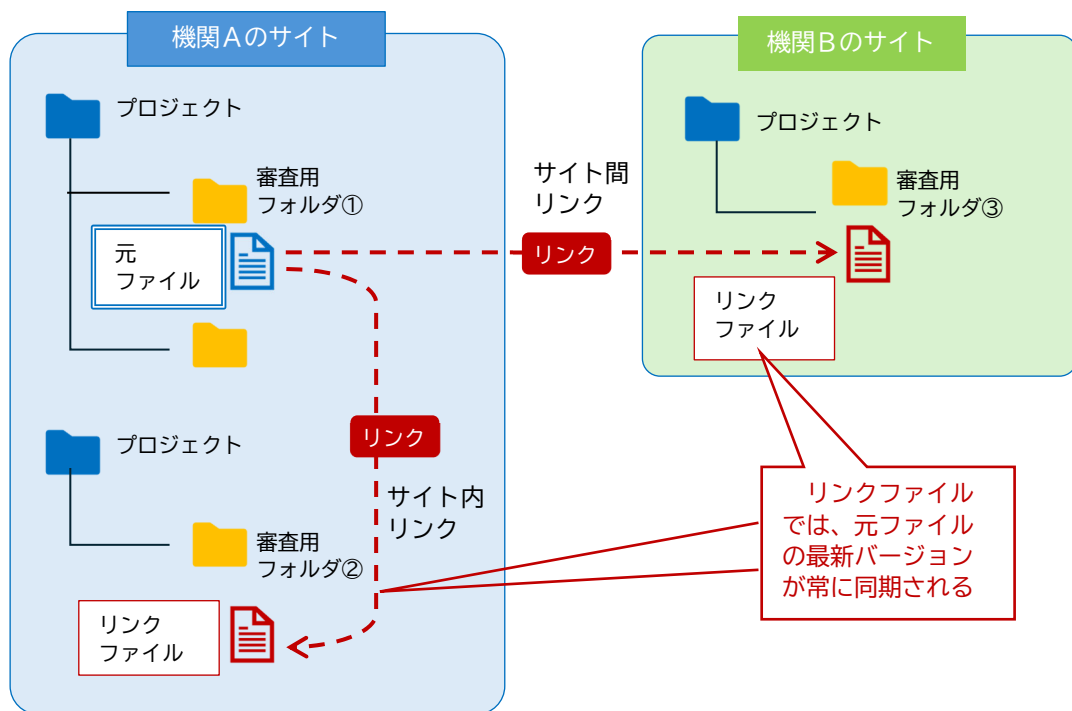 機関Aのサイト
プロジェクト
審査用
フォルダ①
元
ファイル
サイト間
リンク
リンク
機関Bのサイト
プロジェクト
審査用
フォルダ③
リンク
ファイル
リンク
サイト内
リンク
プロジェクト
審査用
フォルダ②
リンク
ファイル
リンクファイル
では、元ファイル
の最新バージョン
が常に同期される